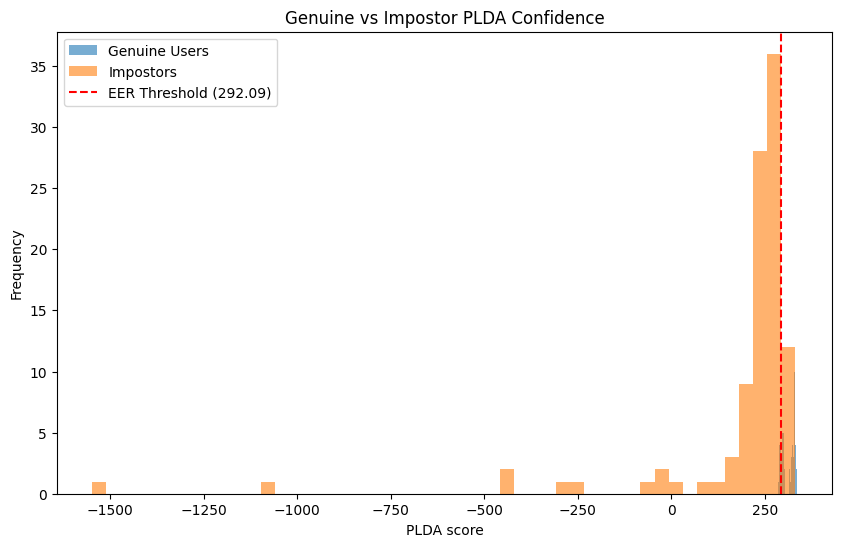 Genuine vs Impostor PLDA Confidence
Genuine Users
Impostors
EER Threshold (292.09)
Frequency
35
30
25
20
15
10
5
0
−1500
−1250
−1000
−750
−500
−250
0
250
PLDA score